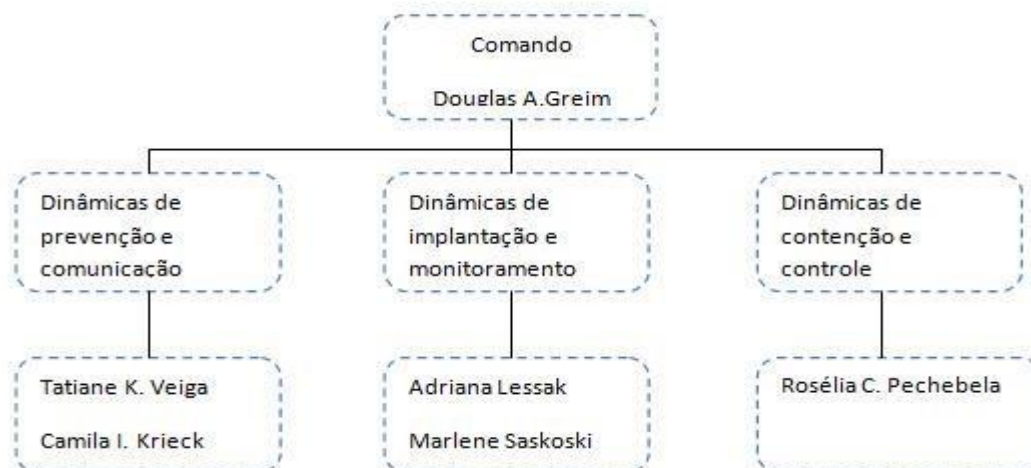 Comando
Douglas A.Greim
Dinâmicas de
prevenção e
comunicação
Dinâmicas de
implantação e
monitoramento
Dinâmicas de
contenção e
controle
Tatiane K. Veiga
Camila I. Krieck
Adriana Lessak
Marlene Saskoski
Rosélia C. Pechebela